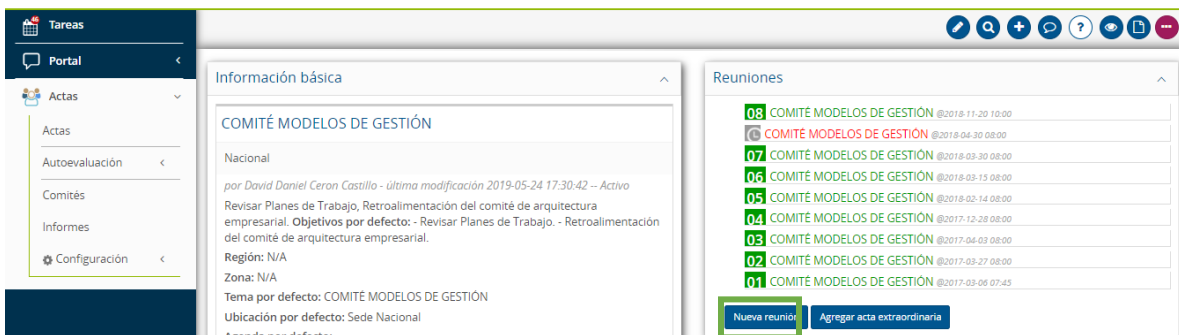 46
Tareas
Portal
Actas
Actas
Autoevaluación
Comités
Informes
Configuración
Información básica
COMITÉ MODELOS DE GESTIÓN
Nacional
por David Daniel Ceron Castillo - última modificación 2019-05-24 17:30:42 -- Activo
Revisar Planes de Trabajo, Retroalimentación del comité de arquitectura
empresarial. Objetivos por defecto: - Revisar Planes de Trabajo. - Retroalimentación
del comité de arquitectura empresarial.
Región: N/A
Zona: N/A
Tema por defecto: COMITÉ MODELOS DE GESTIÓN
Ubicación por defecto: Sede Nacional
Agenda por defecto:
Reuniones
08 COMITÉ MODELOS DE GESTIÓN @2018-11-20 10:00
COMITÉ MODELOS DE GESTIÓN @2018-04-30 08:00
07 COMITÉ MODELOS DE GESTIÓN @2018-03-30 08:00
06 COMITÉ MODELOS DE GESTIÓN @2018-03-15 08:00
05 COMITÉ MODELOS DE GESTIÓN @2018-02-14 08:00
04 COMITÉ MODELOS DE GESTIÓN @2017-12-28 08:00
03 COMITÉ MODELOS DE GESTIÓN @2017-04-03 08:00
02 COMITÉ MODELOS DE GESTIÓN @2017-03-27 08:00
01 COMITÉ MODELOS DE GESTIÓN @2017-03-06 07:45
Nueva reunión Agregar acta extraordinaria